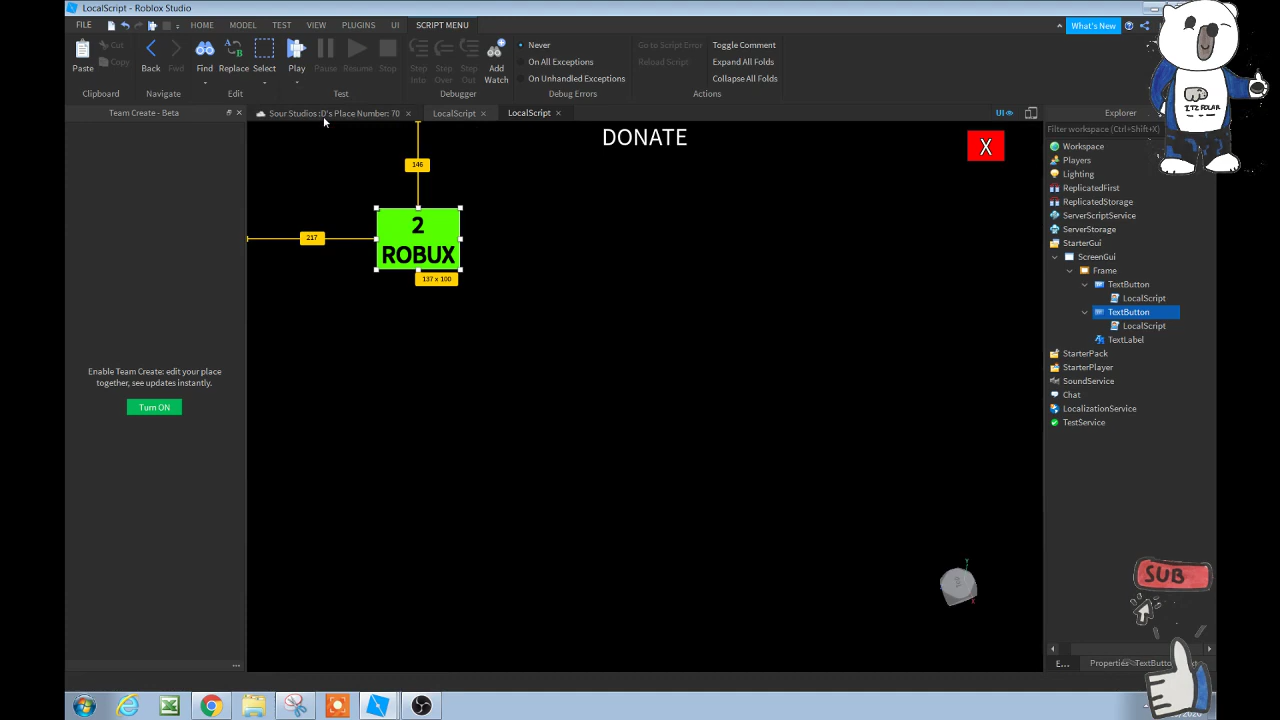 LocalScript - Roblox Studio
FILE HOME MODEL TEST VIEW PLUGINS UI SCRIPT MENU
What's New
Paste Cut Copy
Back Fwd
Find Replace Select
Play Pause Resume Stop
Step Into Step Over Step Out Add Watch
Never
On All Exceptions
On Unhandled Exceptions
Go to Script Error
Reload Script
Toggle Comment
Expand All Folds
Collapse All Folds
Clipboard Navigate Edit Test Debugger Debug Errors Actions
Team Create - Beta
Sour Studios :D's Place Number: 70 LocalScript LocalScript
UI
Explorer
Filter workspace (Ctrl+Shift+X)
Enable Team Create: edit your place
together, see updates instantly.
Turn ON
DONATE
X
146
217
2
ROBUX
137 x 100
Workspace
Players
Lighting
ReplicatedFirst
ReplicatedStorage
ServerScriptService
ServerStorage
StarterGui
ScreenGui
Frame
TextButton
LocalScript
TextButton
LocalScript
TextLabel
StarterPack
StarterPlayer
SoundService
Chat
LocalizationService
TestService
SUB
E...